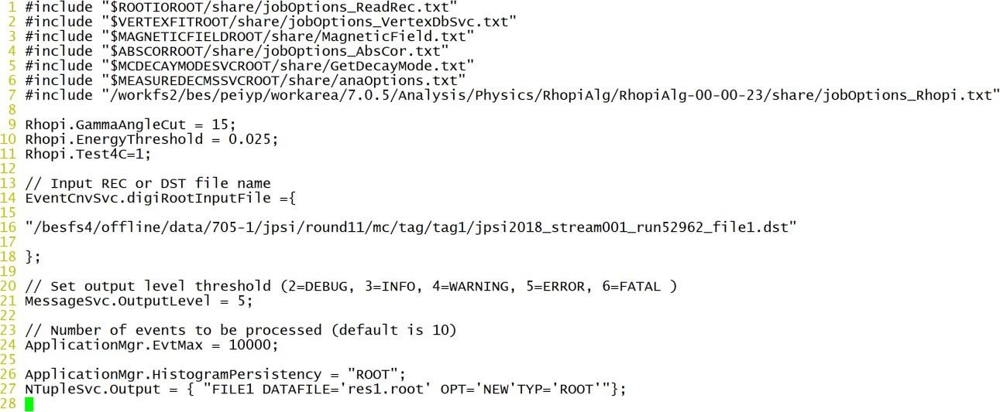 1 #include "$ROOTIOROOT/share/jobOptions_ReadRec.txt"
2 #include "$VERTEXFITROOT/share/jobOptions_VertexDbSvc.txt"
3 #include "$MAGNETICFIELDROOT/share/MagneticField.txt"
4 #include "$ABSCORROOT/share/jobOptions_AbsCor.txt"
5 #include "$MCDECAYMODESVCROOT/share/GetDecayMode.txt"
6 #include "$MEASUREDECMSSVCROOT/share/anaOptions.txt"
7 #include "/workfs2/bes/peiyp/workarea/7.0.5/Analysis/Physics/RhopiAlg/RhopiAlg-00-00-23/share/jobOptions_Rhopi.txt"
8
9 Rhopi.GammaAngleCut = 15;
10 Rhopi.EnergyThreshold = 0.025;
11 Rhopi.Test4C=1;
12
13 // Input REC or DST file name
14 EventCnvSvc.digiRootInputFile ={
15
16 "/besfs4/offline/data/705-1/jpsi/round11/mc/tag/tag1/jpsi2018_stream001_run52962_file1.dst"
17
18 };
19
20 // Set output level threshold (2=DEBUG, 3=INFO, 4=WARNING, 5=ERROR, 6=FATAL )
21 MessageSvc.OutputLevel = 5;
22
23 // Number of events to be processed (default is 10)
24 ApplicationMgr.EvtMax = 10000;
25
26 ApplicationMgr.HistogramPersistency = "ROOT";
27 NTupleSvc.Output = { "FILE1 DATAFILE='res1.root' OPT='NEW'TYP='ROOT'"};
28